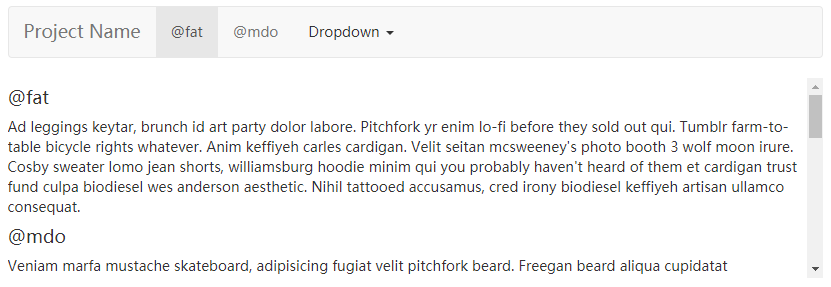 Project Name @fat @mdo Dropdown
@fat
Ad leggings keytar, brunch id art party dolor labore. Pitchfork yr enim lo-fi before they sold out qui. Tumblr farm-to-
table bicycle rights whatever. Anim keffiyeh carles cardigan. Velit seitan mcsweeney's photo booth 3 wolf moon irure.
Cosby sweater lomo jean shorts, williamsburg hoodie minim qui you probably haven't heard of them et cardigan trust
fund culpa biodiesel wes anderson aesthetic. Nihil tattooed accusamus, cred irony biodiesel keffiyeh artisan ullamco
consequat.
@mdo
Veniam marfa mustache skateboard, adipisicing fugiat velit pitchfork beard. Freegan beard aliqua cupidatat